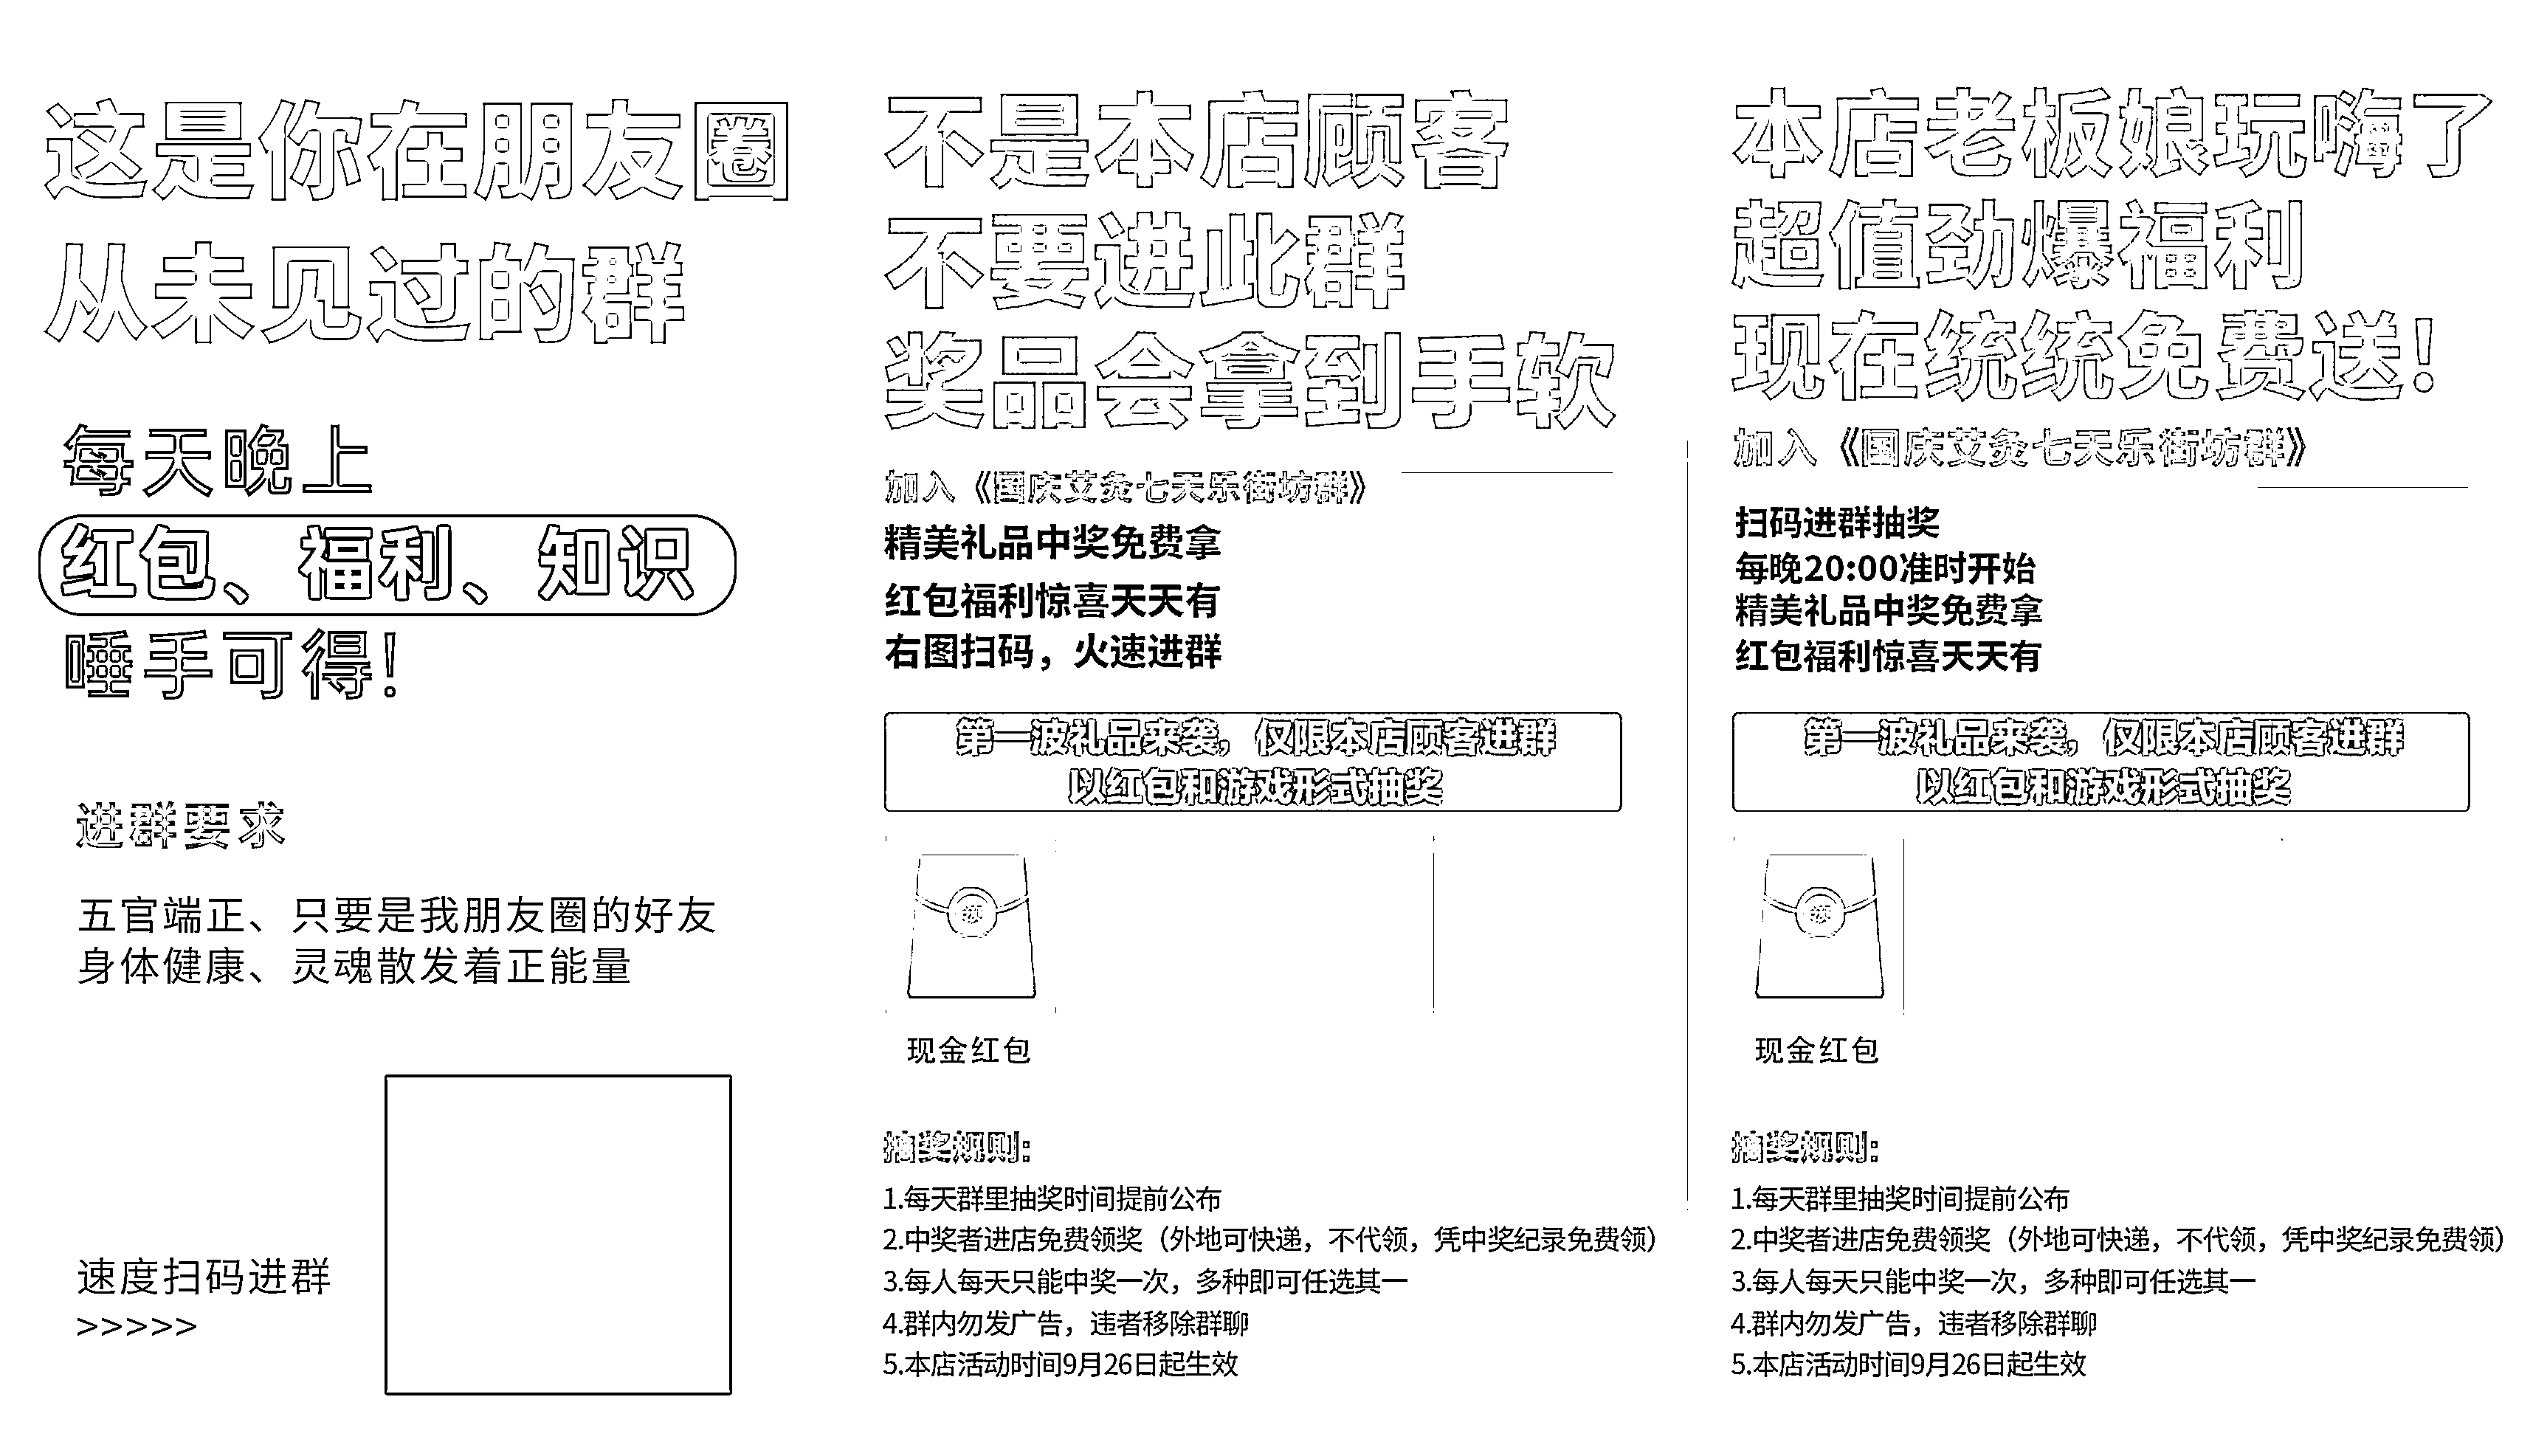 这是你在朋友圈
从未见过的群
每天晚上
红包、福利、知识
唾手可得!
进群要求
五官端正、只要是我朋友圈的好友
身体健康、灵魂散发着正能量
速度扫码进群
>>>>>
不是本店顾客
不要进此群
奖品会拿到手软
加入《国庆艾灸七天乐街坊群》
精美礼品中奖免费拿
红包福利惊喜天天有
右图扫码，火速进群
第一波礼品来袭，仅限本店顾客进群
以红包和游戏形式抽奖
领
现金红包
抽奖规则:
1.每天群里抽奖时间提前公布
2.中奖者进店免费领奖（外地可快递，不代领，凭中奖纪录免费领）
3.每人每天只能中奖一次，多种即可任选其一
4.群内勿发广告，违者移除群聊
5.本店活动时间9月26日起生效
本店老板娘玩嗨了
超值劲爆福利
现在统统免费送!
加入《国庆艾灸七天乐街坊群》
扫码进群抽奖
每晚20:00准时开始
精美礼品中奖免费拿
红包福利惊喜天天有
第一波礼品来袭，仅限本店顾客进群
以红包和游戏形式抽奖
领
现金红包
抽奖规则:
1.每天群里抽奖时间提前公布
2.中奖者进店免费领奖（外地可快递，不代领，凭中奖纪录免费领）
3.每人每天只能中奖一次，多种即可任选其一
4.群内勿发广告，违者移除群聊
5.本店活动时间9月26日起生效